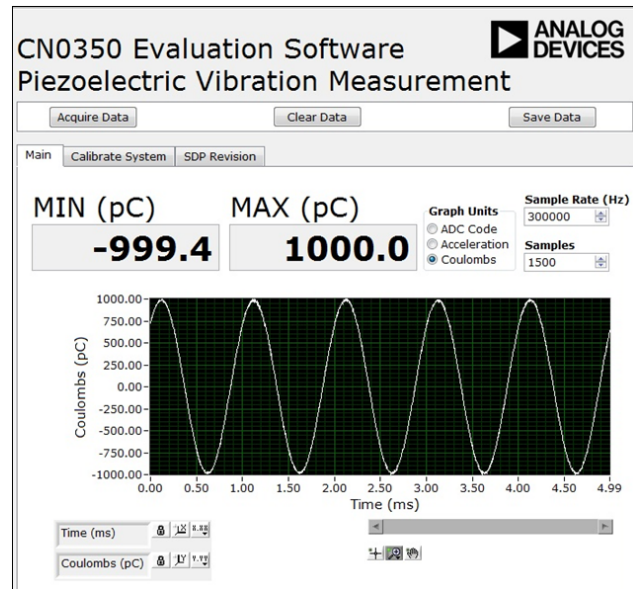 ANALOG
DEVICES
CN0350 Evaluation Software
Piezoelectric Vibration Measurement
Acquire Data
Clear Data
Save Data
Main
Calibrate System
SDP Revision
MIN (pC)
-999.4
MAX (pC)
1000.0
Graph Units
ADC Code
Acceleration
Coulombs
Sample Rate (Hz)
300000
Samples
1500
Coulombs (pC)
1000.00
750.00
500.00
250.00
0.00
-250.00
-500.00
-750.00
-1000.00
0.00 0.50 1.00 1.50 2.00 2.50 3.00 3.50 4.00 4.50 4.99
Time (ms)
Time (ms)
Coulombs (pC)